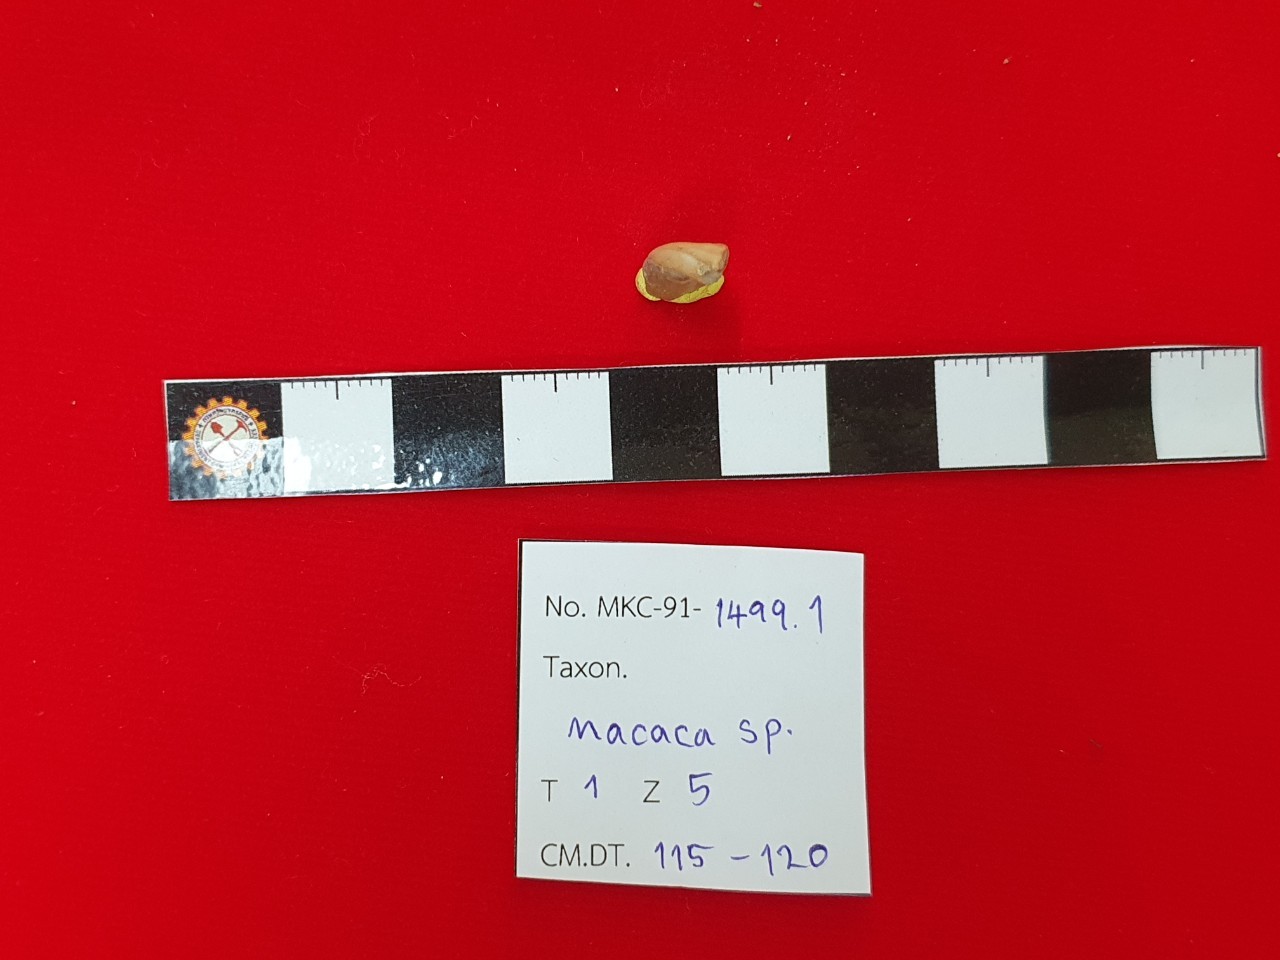 No. MKC-91- 1499.1
Taxon.
Macaca sp.
T 1 Z 5
CM.DT. 115-120